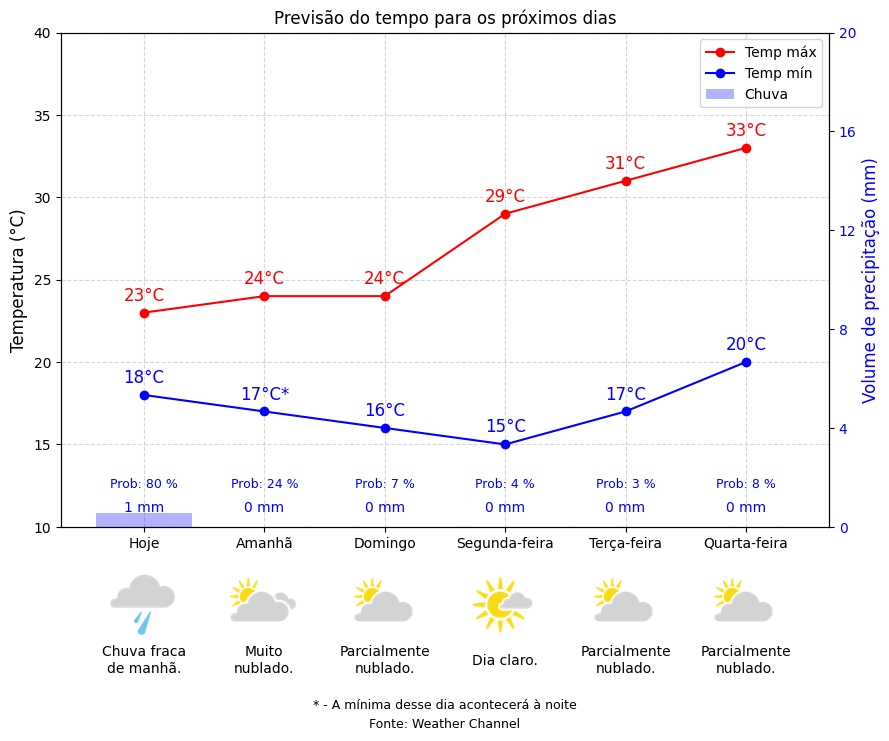 Previsão do tempo para os próximos dias
Temp máx
Temp mín
Chuva
Temperatura (°C)
Volume de precipitação (mm)
40
35
30
25
20
15
10
20
16
12
8
4
0
23°C
24°C
24°C
29°C
31°C
33°C
18°C
17°C*
16°C
15°C
17°C
20°C
Prob: 80 %
Prob: 24 %
Prob: 7 %
Prob: 4 %
Prob: 3 %
Prob: 8 %
1 mm
0 mm
0 mm
0 mm
0 mm
0 mm
Hoje
Amanhã
Domingo
Segunda-feira
Terça-feira
Quarta-feira
Chuva fraca
de manhã.
Muito
nublado.
Parcialmente
nublado.
Dia claro.
Parcialmente
nublado.
Parcialmente
nublado.
* - A mínima desse dia acontecerá à noite
Fonte: Weather Channel